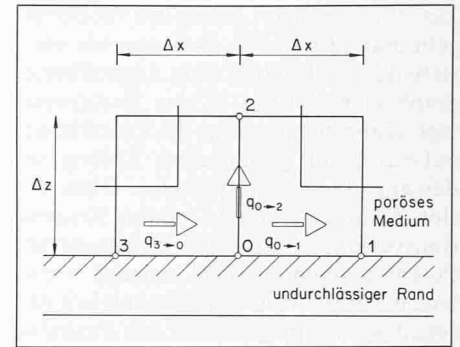 Δx Δx
2
Δz
q0→2
poröses
Medium
q3→0 q0→1
3 0 1
undurchlässiger Rand